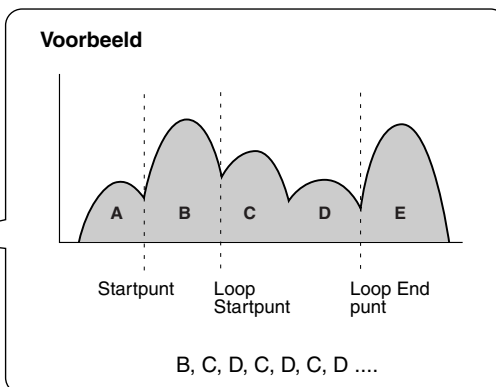 Voorbeeld
A B C D E
Startpunt Loop Startpunt Loop End punt
B, C, D, C, D, C, D ....